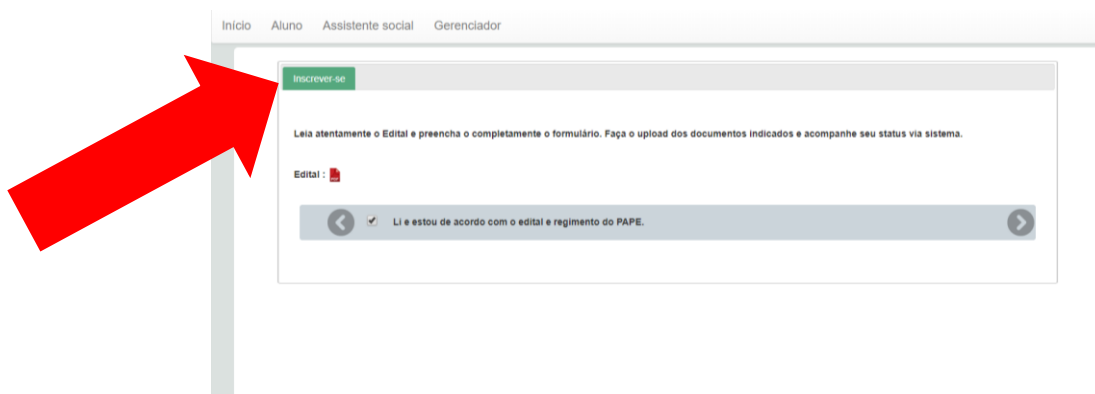 Início Aluno Assistente social Gerenciador
Inscrever-se
Leia atentamente o Edital e preencha o completamente o formulário. Faça o upload dos documentos indicados e acompanhe seu status via sistema.
Edital :
Li e estou de acordo com o edital e regimento do PAPE.